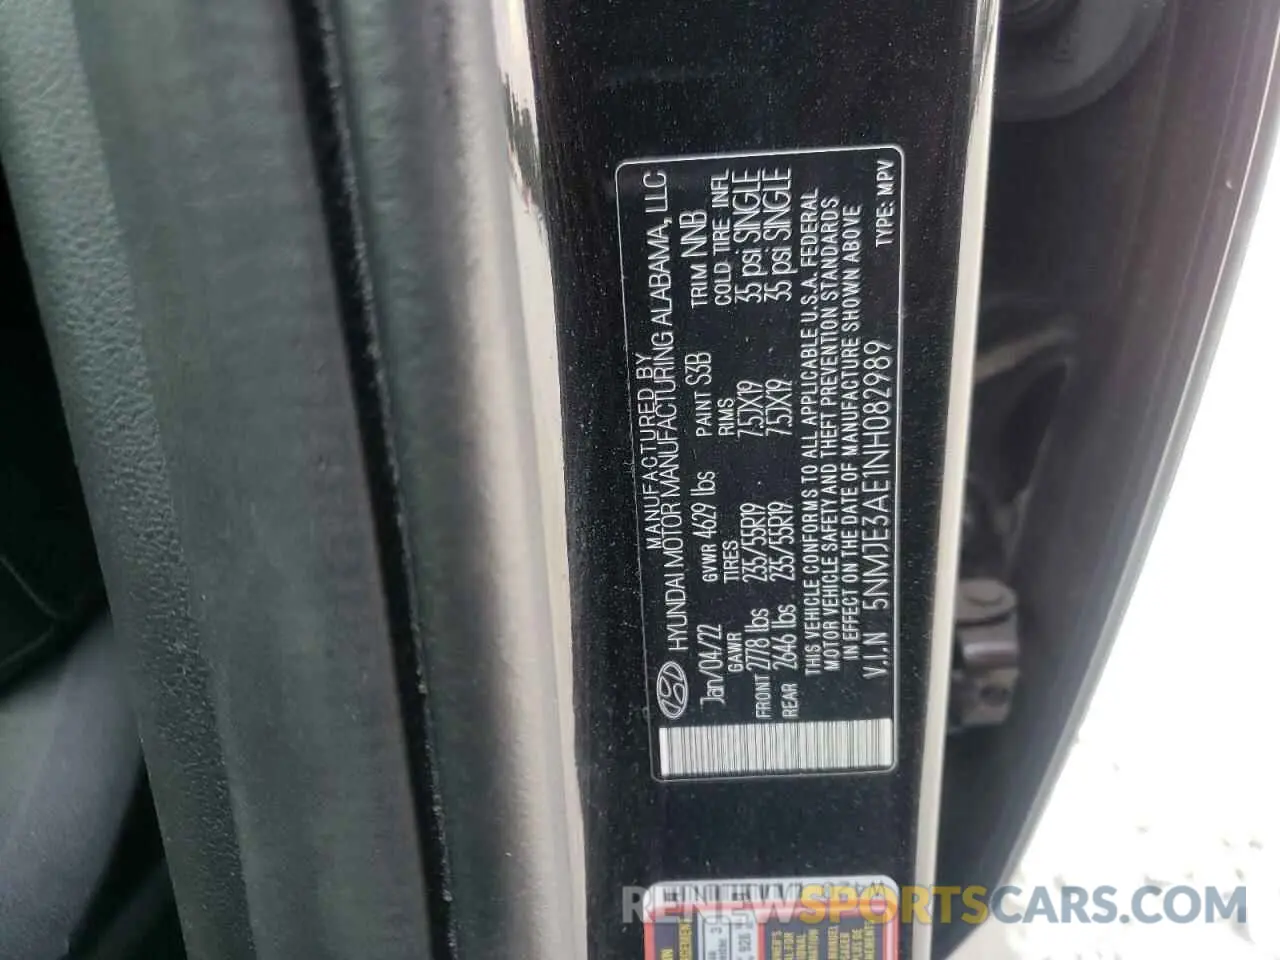 MANUFACTURED BY
HYUNDAI MOTOR MANUFACTURING ALABAMA, LLC
Jan/04/22 GVWR 4629 lbs PAINT S3B TRIM NNB
GAWR TIRES RIMS COLD TIRE INFL
FRONT 2778 lbs 235/55R19 7.5JX19 35 psi SINGLE
REAR 2646 lbs 235/55R19 7.5JX19 35 psi SINGLE
THIS VEHICLE CONFORMS TO ALL APPLICABLE U.S.A. FEDERAL
MOTOR VEHICLE SAFETY AND THEFT PREVENTION STANDARDS
IN EFFECT ON THE DATE OF MANUFACTURE SHOWN ABOVE
V.I.N 5NMJE3AE1NH082989 TYPE: MPV
RENEWSPORTSCARS.COM